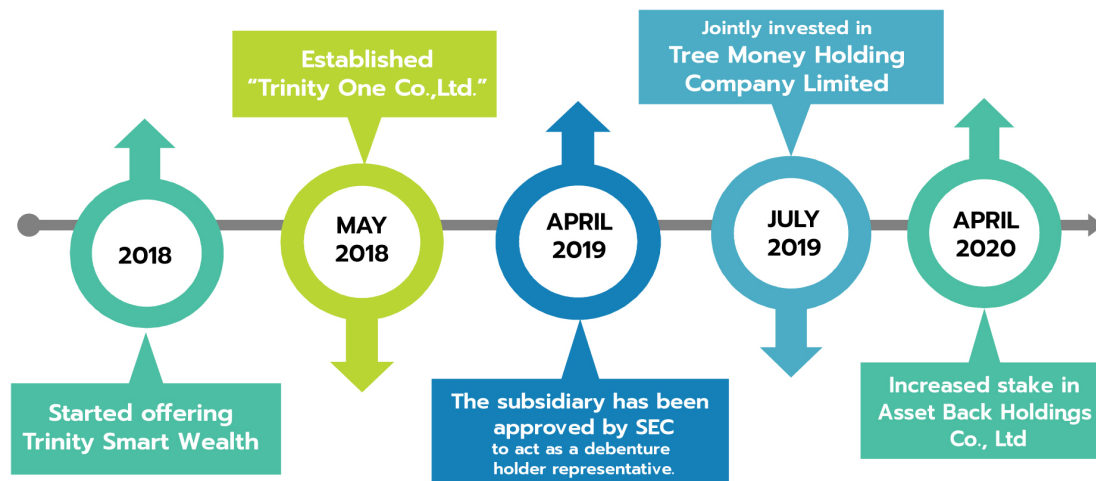 2018
Started offering
Trinity Smart Wealth
Established
“Trinity One Co.,Ltd.”
MAY
2018
APRIL
2019
The subsidiary has been
approved by SEC
to act as a debenture
holder representative.
Jointly invested in
Tree Money Holding
Company Limited
JULY
2019
APRIL
2020
Increased stake in
Asset Back Holdings
Co., Ltd